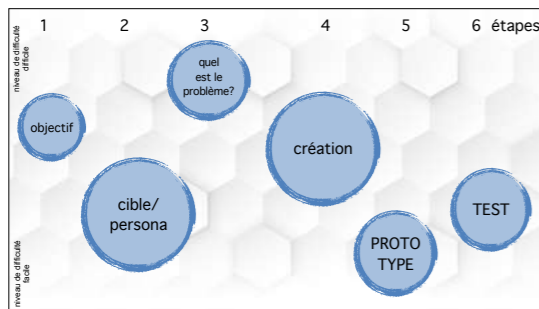 1 2 3 4 5 6 étapes
niveau de difficulté
difficile
objectif
cible/
persona
quel
est le
problème?
création
PROTO
TYPE
TEST
niveau de difficulté
facile